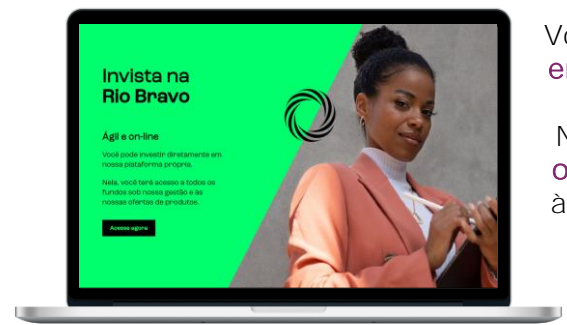 Invista na
Rio Bravo
Ágil e on-line
Você pode investir diretamente em
nossa plataforma própria.
Nela, você terá acesso a todos os
fundos sob nossa gestão e às
nossas ofertas de produtos.
Acesse agora
à